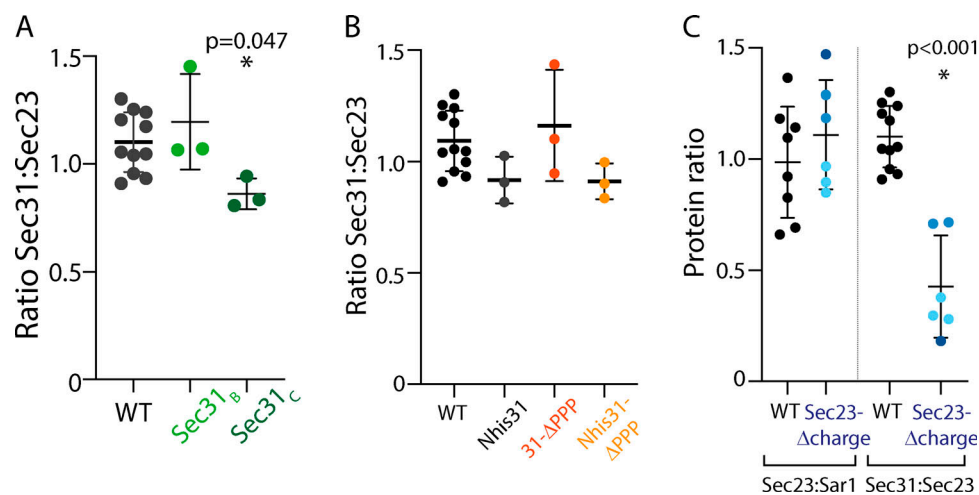 A
p=0.047
*
Ratio Sec31:Sec23
1.5
1.0
0.5
0
WT
Sec31B
Sec31C
B
Ratio Sec31:Sec23
1.5
1.0
0.5
0
WT
Nhis31
31-ΔPPP
Nhis31-
ΔPPP
C
p<0.001
*
Protein ratio
1.5
1.0
0.5
0
WT
Sec23-
Δcharge
WT
Sec23-
Δcharge
Sec23:Sar1
Sec31:Sec23